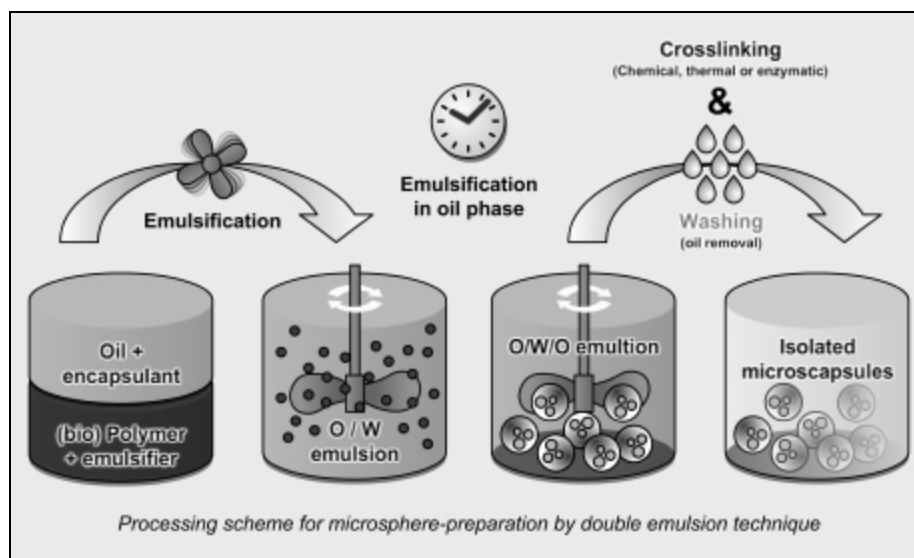 Crosslinking
(Chemical, thermal or enzymatic)
&
Emulsification
in oil phase
Emulsification
Washing
(oil removal)
Oil +
encapsulant
(bio) Polymer
+ emulsifier
O / W
emulsion
O/W/O emultion
Isolated
microscapsules
Processing scheme for microsphere-preparation by double emulsion technique